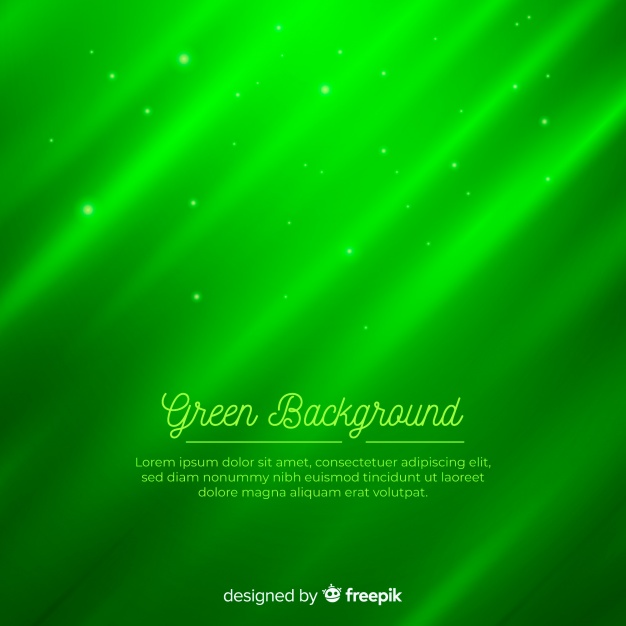 Green Background
Lorem ipsum dolor sit amet, consectetuer adipiscing elit,
sed diam nonummy nibh euismod tincidunt ut laoreet
dolore magna aliquam erat volutpat.
designed by freepik